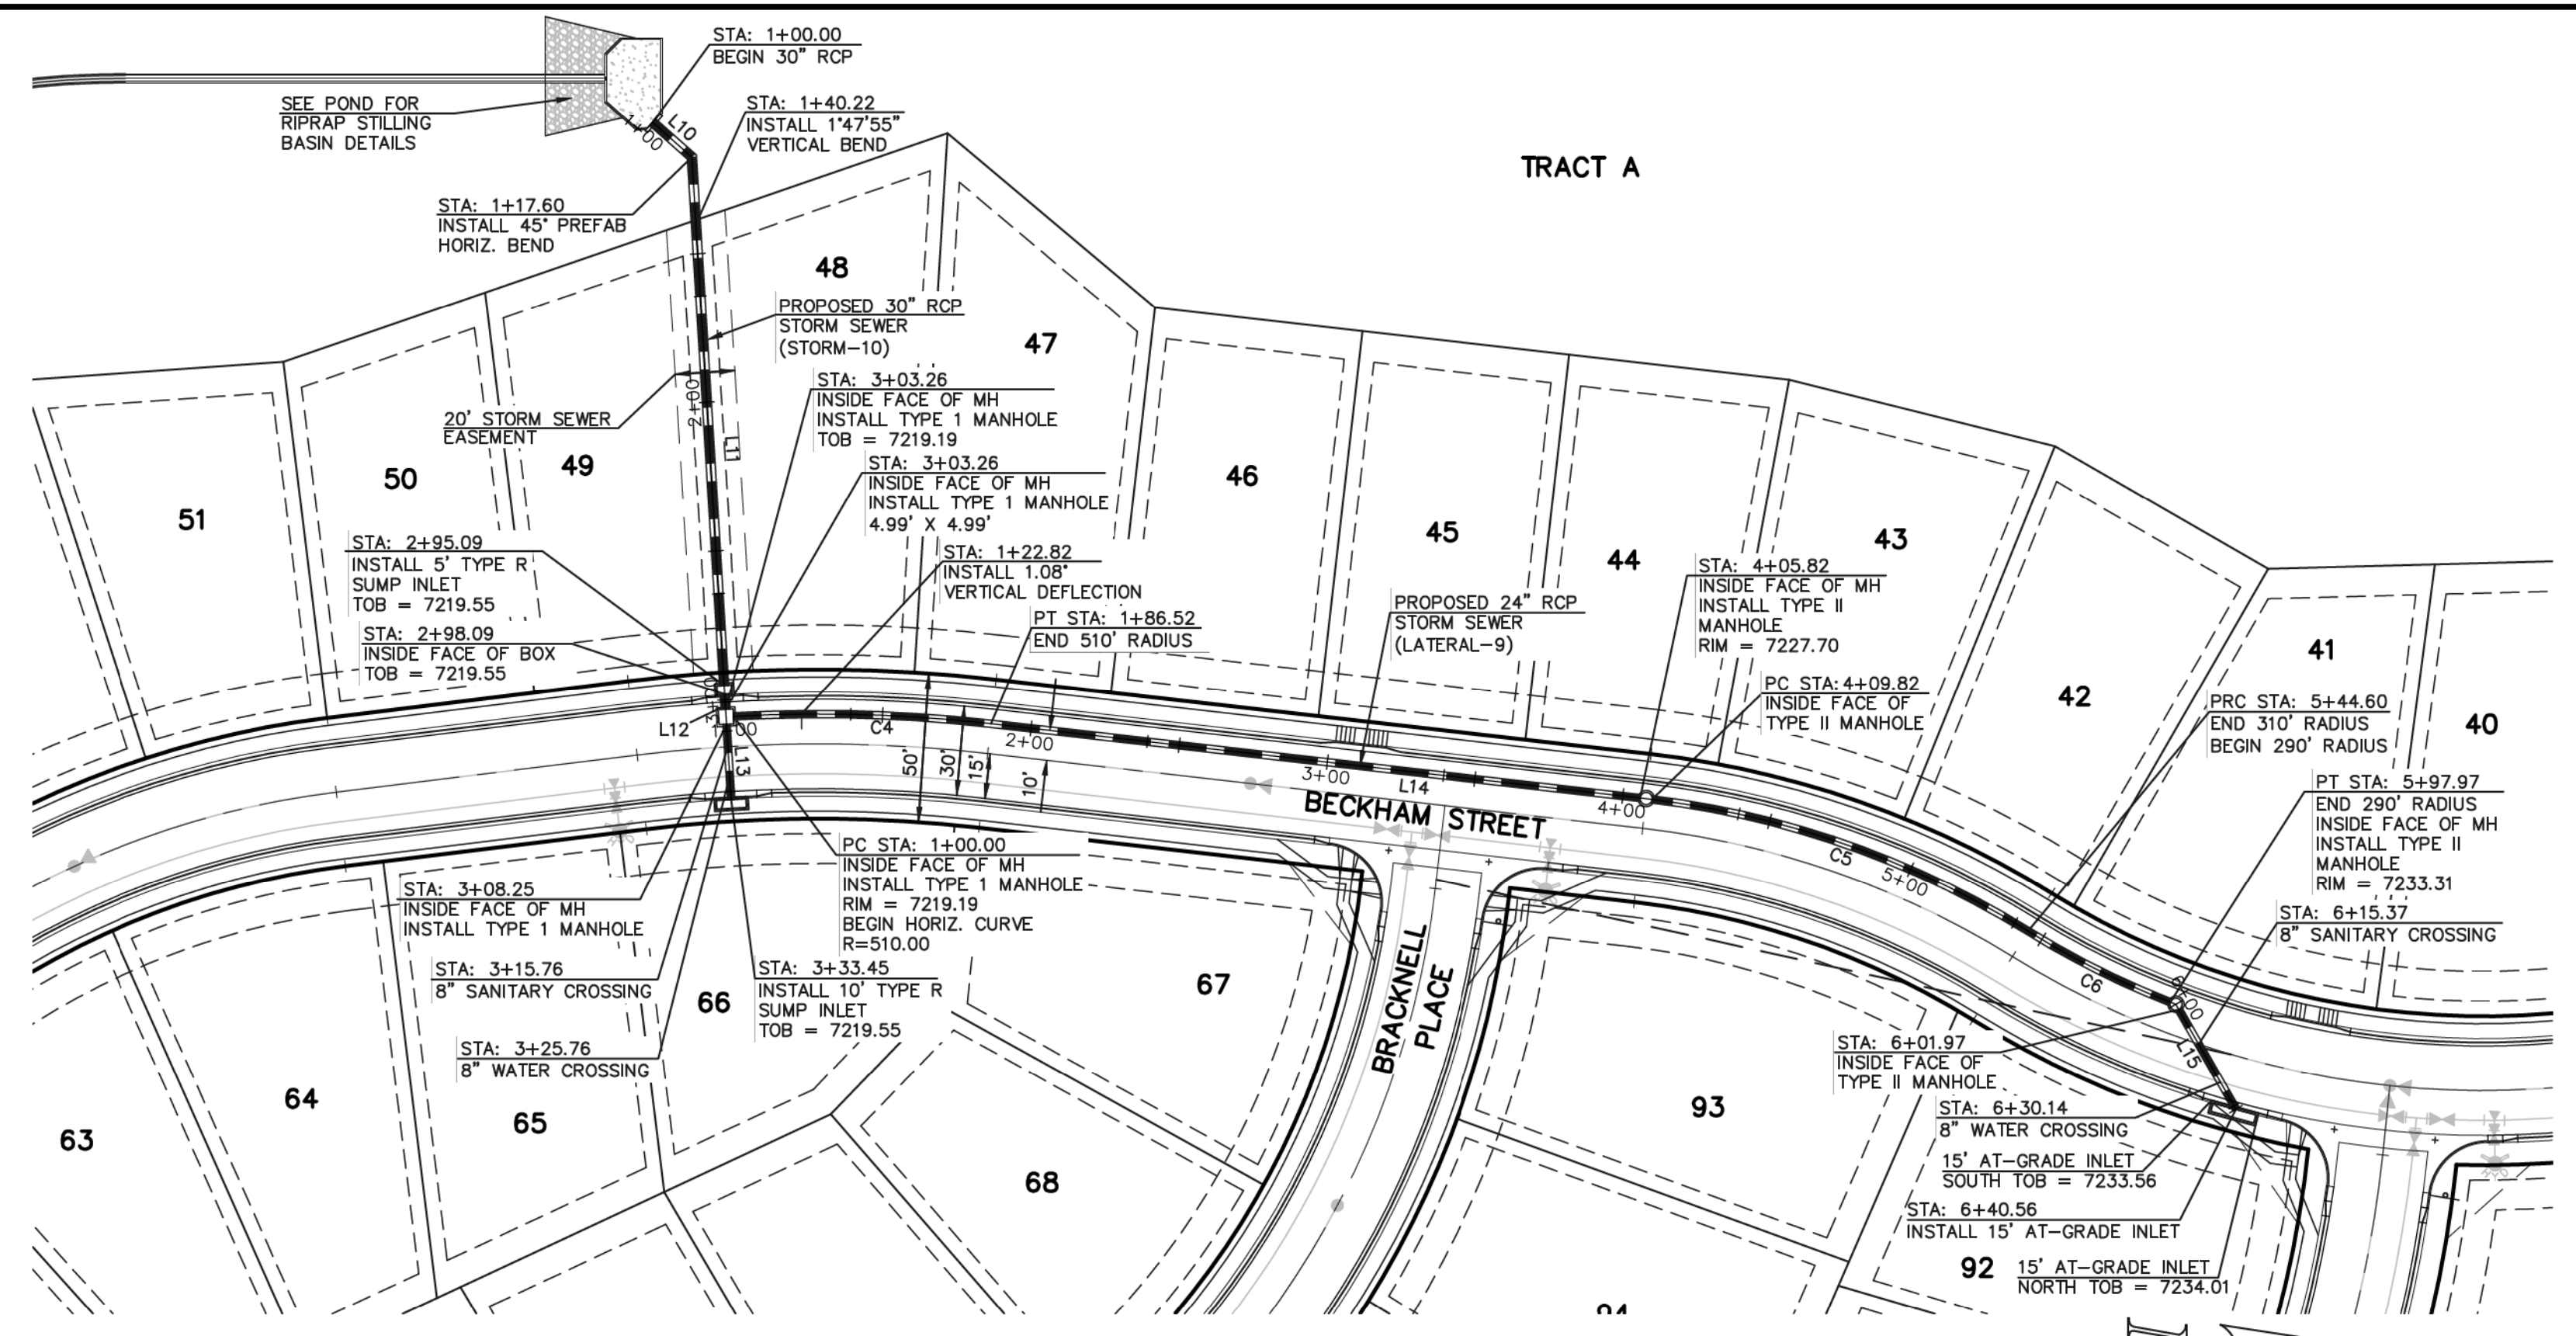 STA: 1+00.00
BEGIN 30" RCP
SEE POND FOR
RIPRAP STILLING
BASIN DETAILS
L10
1+00
STA: 1+40.22
INSTALL 1°47'55"
VERTICAL BEND
TRACT A
STA: 1+17.60
INSTALL 45° PREFAB
HORIZ. BEND
48
PROPOSED 30" RCP
STORM SEWER
(STORM-10)
47
2+00
L11
20' STORM SEWER
EASEMENT
STA: 3+03.26
INSIDE FACE OF MH
INSTALL TYPE 1 MANHOLE
TOB = 7219.19
STA: 3+03.26
INSIDE FACE OF MH
INSTALL TYPE 1 MANHOLE
4.99' X 4.99'
51
50
49
46
45
44
43
42
41
40
STA: 2+95.09
INSTALL 5' TYPE R
SUMP INLET
TOB = 7219.55
STA: 2+98.09
INSIDE FACE OF BOX
TOB = 7219.55
STA: 1+22.82
INSTALL 1.08°
VERTICAL DEFLECTION
PT STA: 1+86.52
END 510' RADIUS
PROPOSED 24" RCP
STORM SEWER
(LATERAL-9)
STA: 4+05.82
INSIDE FACE OF MH
INSTALL TYPE II
MANHOLE
RIM = 7227.70
PC STA: 4+09.82
INSIDE FACE OF
TYPE II MANHOLE
PRC STA: 5+44.60
END 310' RADIUS
BEGIN 290' RADIUS
PT STA: 5+97.97
END 290' RADIUS
INSIDE FACE OF MH
INSTALL TYPE II
MANHOLE
RIM = 7233.31
STA: 6+15.37
8" SANITARY CROSSING
L12
L13
C4
50'
30'
15'
10'
2+00
3+00
L14
4+00
C5
5+00
C6
6+00
L15
BECKHAM STREET
BRACKNELL
PLACE
PC STA: 1+00.00
INSIDE FACE OF MH
INSTALL TYPE 1 MANHOLE
RIM = 7219.19
BEGIN HORIZ. CURVE
R=510.00
STA: 3+08.25
INSIDE FACE OF MH
INSTALL TYPE 1 MANHOLE
STA: 3+15.76
8" SANITARY CROSSING
STA: 3+33.45
INSTALL 10' TYPE R
SUMP INLET
TOB = 7219.55
STA: 3+25.76
8" WATER CROSSING
STA: 6+01.97
INSIDE FACE OF
TYPE II MANHOLE
STA: 6+30.14
8" WATER CROSSING
15' AT-GRADE INLET
SOUTH TOB = 7233.56
STA: 6+40.56
INSTALL 15' AT-GRADE INLET
15' AT-GRADE INLET
NORTH TOB = 7234.01
63
64
65
66
67
68
93
92